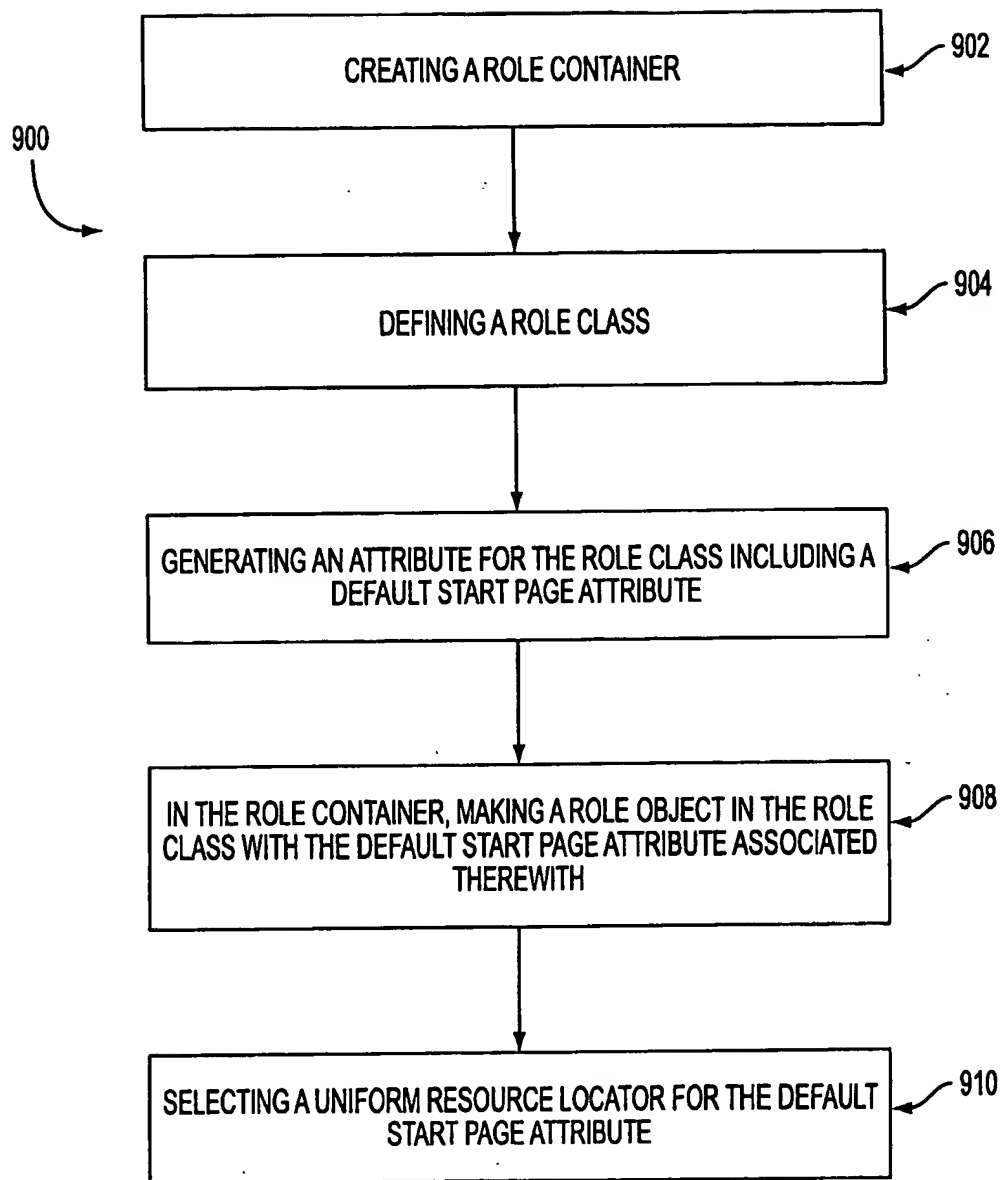 CREATING A ROLE CONTAINER
902
900
DEFINING A ROLE CLASS
904
GENERATING AN ATTRIBUTE FOR THE ROLE CLASS INCLUDING A
DEFAULT START PAGE ATTRIBUTE
906
IN THE ROLE CONTAINER, MAKING A ROLE OBJECT IN THE ROLE
CLASS WITH THE DEFAULT START PAGE ATTRIBUTE ASSOCIATED
THEREWITH
908
SELECTING A UNIFORM RESOURCE LOCATOR FOR THE DEFAULT
START PAGE ATTRIBUTE
910